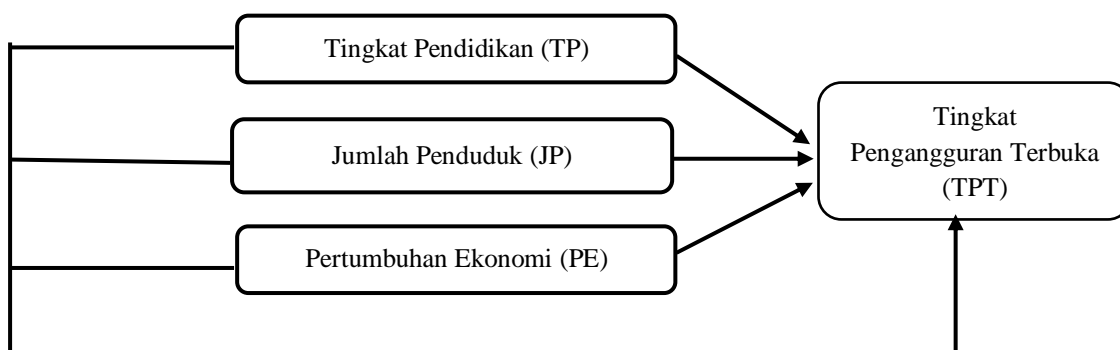 Tingkat Pendidikan (TP)
Jumlah Penduduk (JP)
Pertumbuhan Ekonomi (PE)
Tingkat
Pengangguran Terbuka
(TPT)